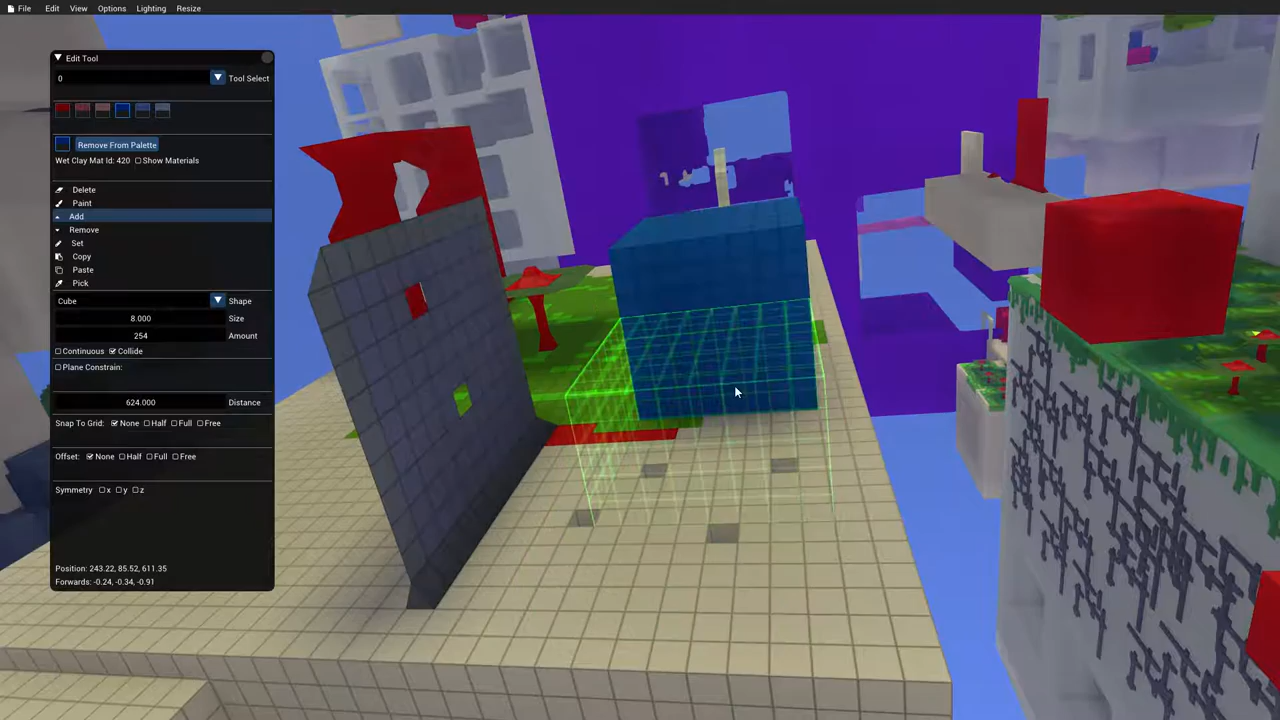 File Edit View Options Lighting Resize
Edit Tool
0 Tool Select
Remove From Palette
Wet Clay Mat Id: 420 Show Materials
Delete
Paint
Add
Remove
Set
Copy
Paste
Pick
Cube Shape
8.000 Size
254 Amount
Continuous Collide
Plane Constrain:
624.000 Distance
Snap To Grid: None Half Full Free
Offset: None Half Full Free
Symmetry x y z
Position: 243.22, 85.52, 611.35
Forwards: -0.24, -0.34, -0.91